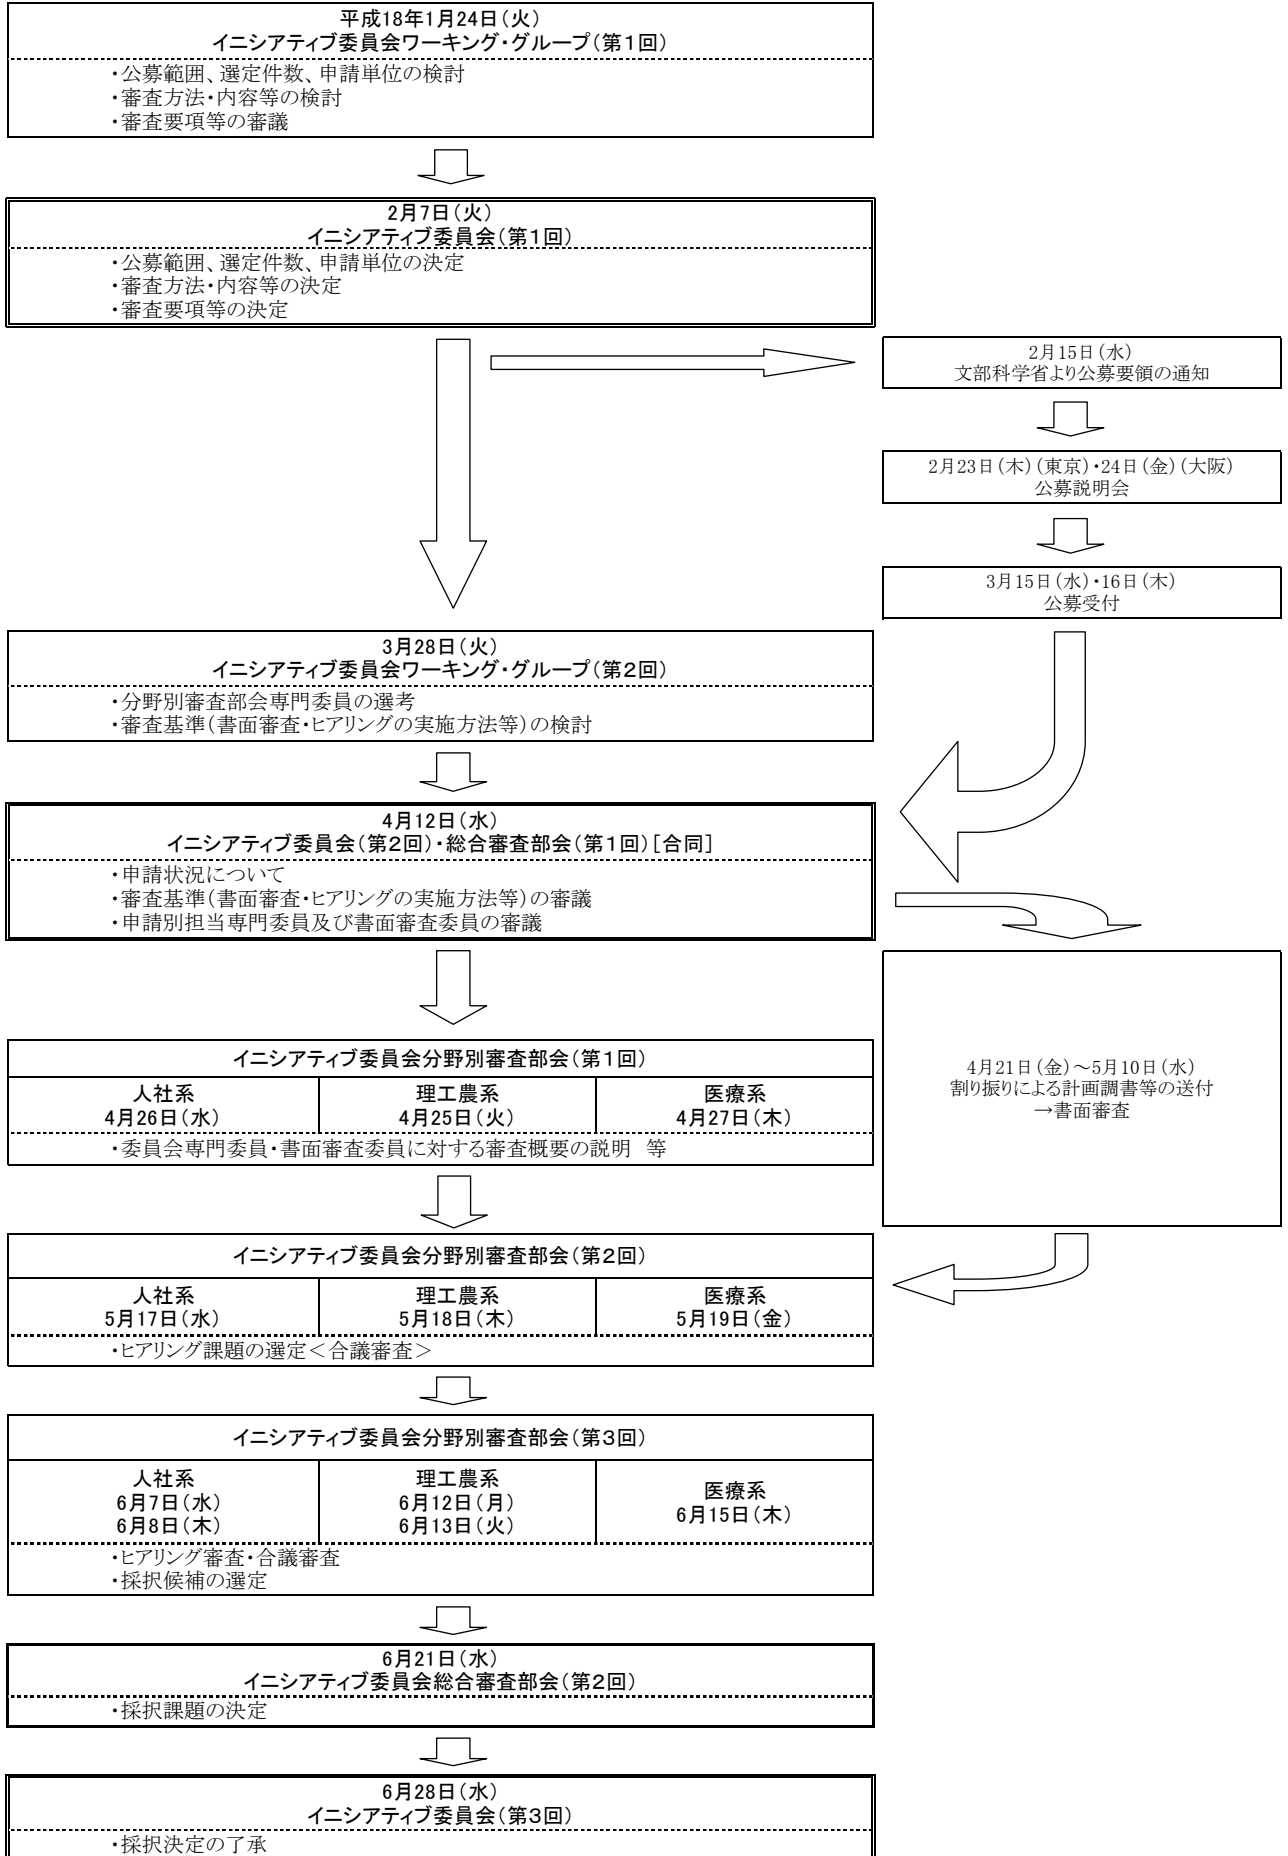 平成18年1月24日（火）
イニシアティブ委員会ワーキング・グループ（第１回）
・公募範囲、選定件数、申請単位の検討
・審査方法・内容等の検討
・審査要項等の審議
2月7日（火）
イニシアティブ委員会（第１回）
・公募範囲、選定件数、申請単位の決定
・審査方法・内容等の決定
・審査要項等の決定
2月15日（水）
文部科学省より公募要領の通知
2月23日（木）（東京）・24日（金）（大阪）
公募説明会
3月15日（水）・16日（木）
公募受付
3月28日（火）
イニシアティブ委員会ワーキング・グループ（第２回）
・分野別審査部会専門委員の選考
・審査基準（書面審査・ヒアリングの実施方法等）の検討
4月12日（水）
イニシアティブ委員会（第２回）・総合審査部会（第１回）［合同］
・申請状況について
・審査基準（書面審査・ヒアリングの実施方法等）の審議
・申請別担当専門委員及び書面審査委員の審議
4月21日（金）～5月10日（水）
割り振りによる計画調書等の送付
→書面審査
イニシアティブ委員会分野別審査部会（第１回）
人社系
4月26日（水）
理工農系
4月25日（火）
医療系
4月27日（木）
・委員会専門委員・書面審査委員に対する審査概要の説明　等
イニシアティブ委員会分野別審査部会（第２回）
人社系
5月17日（水）
理工農系
5月18日（木）
医療系
5月19日（金）
・ヒアリング課題の選定＜合議審査＞
イニシアティブ委員会分野別審査部会（第３回）
人社系
6月7日（水）
6月8日（木）
理工農系
6月12日（月）
6月13日（火）
医療系
6月15日（木）
・ヒアリング審査・合議審査
・採択候補の選定
6月21日（水）
イニシアティブ委員会総合審査部会（第２回）
・採択課題の決定
6月28日（水）
イニシアティブ委員会（第３回）
・採択決定の了承